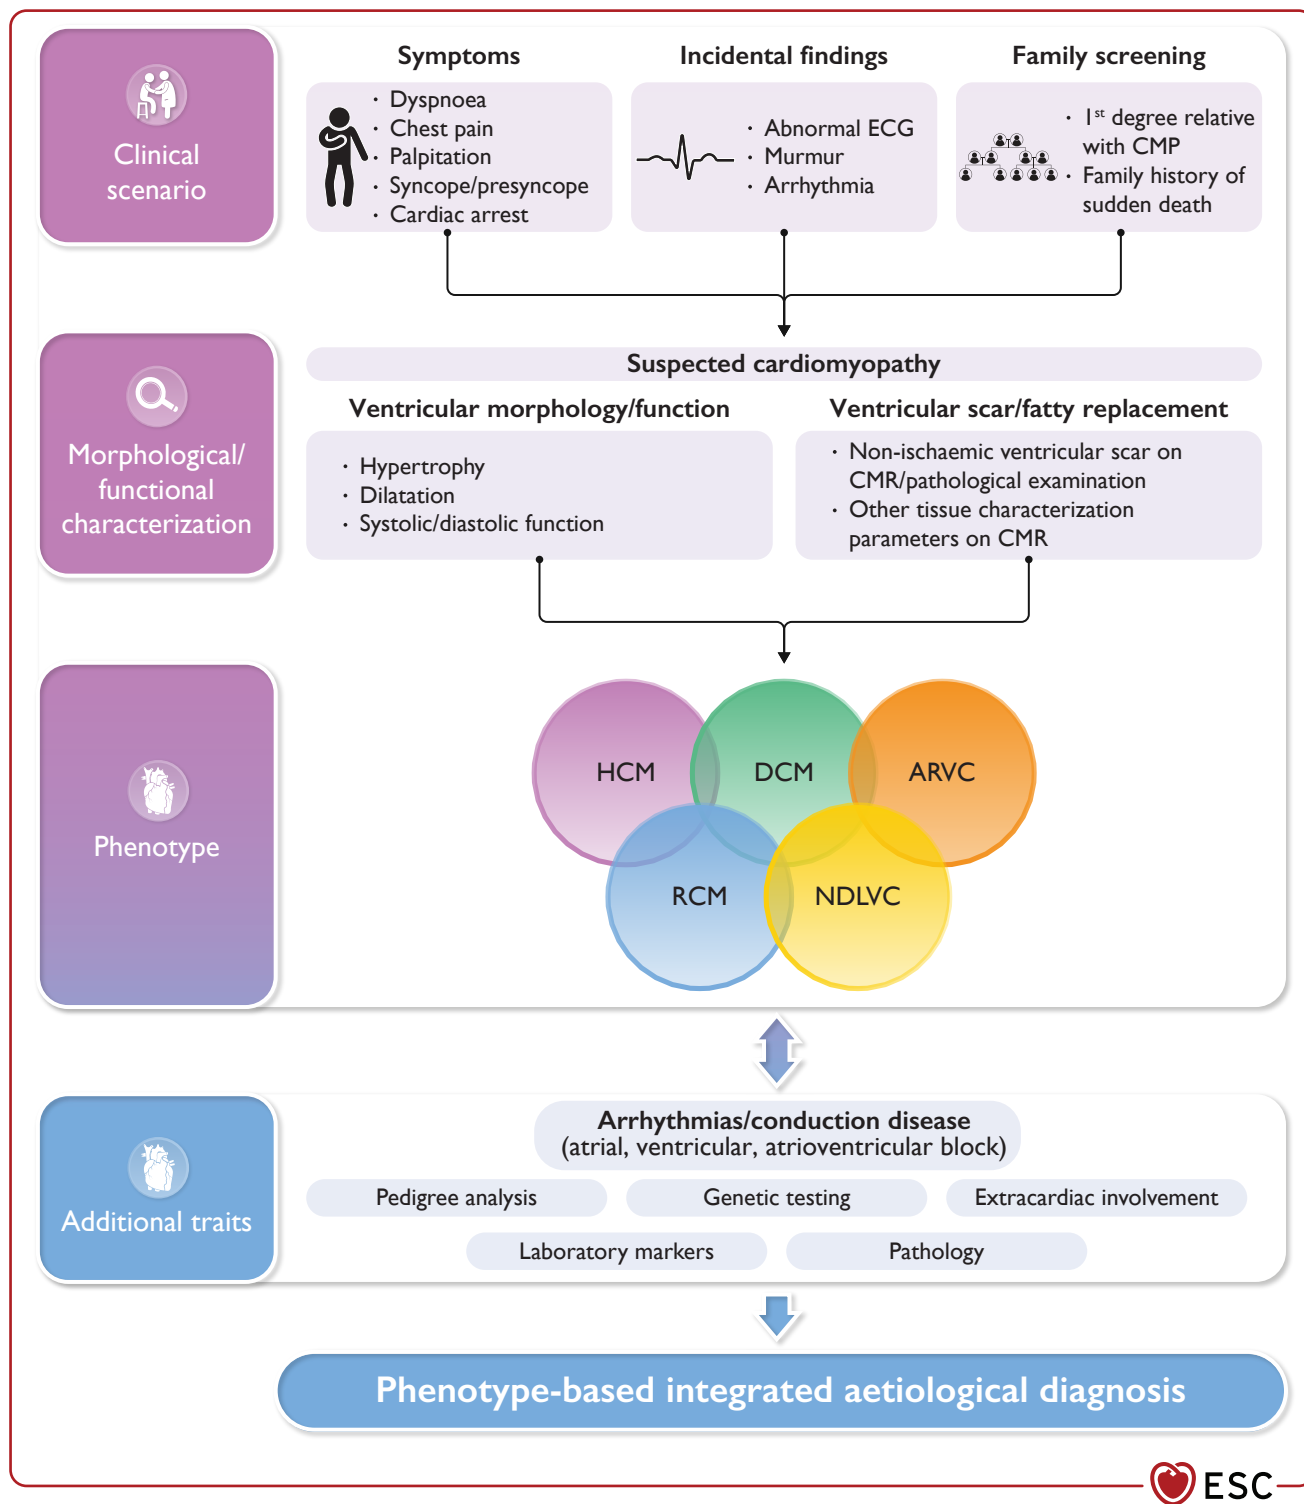 Clinical
scenario
Symptoms
· Dyspnoea
· Chest pain
· Palpitation
· Syncope/presyncope
· Cardiac arrest
Incidental findings
· Abnormal ECG
· Murmur
· Arrhythmia
Family screening
· 1st degree relative
with CMP
· Family history of
sudden death
Morphological/
functional
characterization
Suspected cardiomyopathy
Ventricular morphology/function
· Hypertrophy
· Dilatation
· Systolic/diastolic function
Ventricular scar/fatty replacement
· Non-ischaemic ventricular scar on
CMR/pathological examination
· Other tissue characterization
parameters on CMR
Phenotype
HCM
DCM
ARVC
RCM
NDLVC
Additional traits
Arrhythmias/conduction disease
(atrial, ventricular, atrioventricular block)
Pedigree analysis
Genetic testing
Extracardiac involvement
Laboratory markers
Pathology
Phenotype-based integrated aetiological diagnosis
ESC